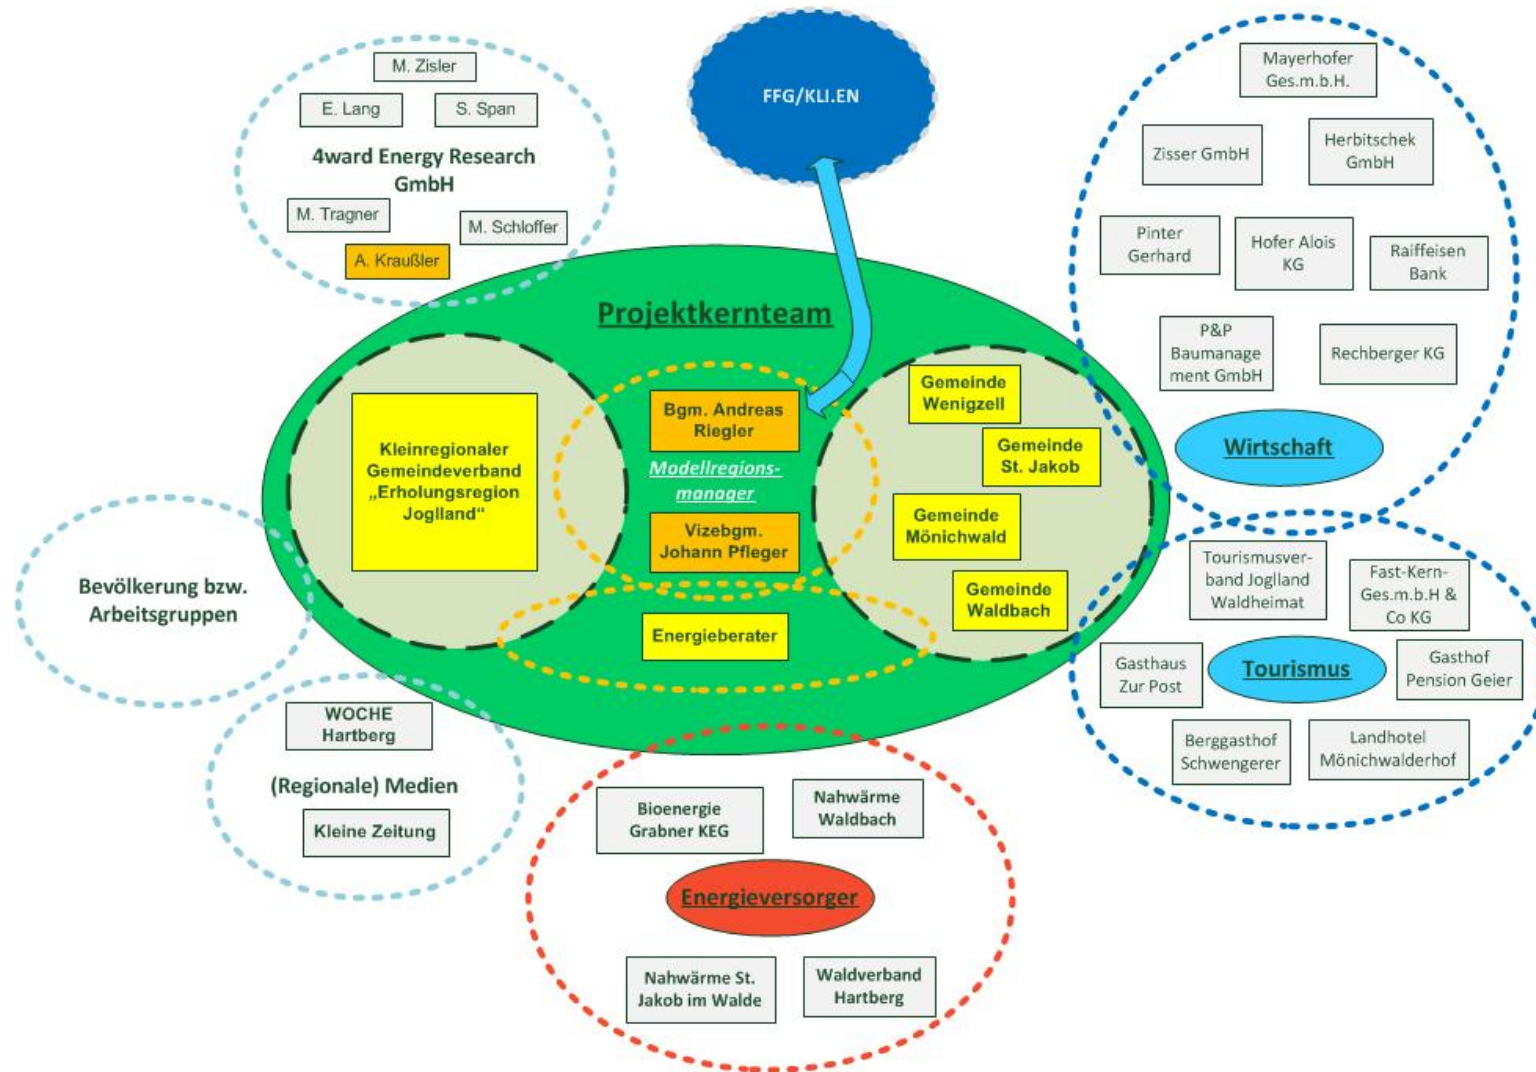 M. Zisler
E. Lang
S. Span
4ward Energy Research
GmbH
M. Tragner
M. Schloffer
A. Kraußler
FFG/KLI.EN
Mayerhofer
Ges.m.b.H.
Zisser GmbH
Herbitschek
GmbH
Pinter
Gerhard
Hofer Alois
KG
Raiffeisen
Bank
P&P
Baumanage
ment GmbH
Rechberger KG
Wirtschaft
Projektkernteam
Kleinregionaler
Gemeindeverband
„Erholungsregion
Joglland“
Bgm. Andreas
Riegler
Modellregions-
manager
Vizebgm.
Johann Pfleger
Energieberater
Gemeinde
Wenigzell
Gemeinde
St. Jakob
Gemeinde
Mönichwald
Gemeinde
Waldbach
Bevölkerung bzw.
Arbeitsgruppen
WOCHE
Hartberg
(Regionale) Medien
Kleine Zeitung
Tourismusver-
band Joglland
Waldheimat
Fast-Kern-
Ges.m.b.H &
Co KG
Gasthaus
Zur Post
Tourismus
Gasthof
Pension Geier
Berggasthof
Schwengerer
Landhotel
Mönichwalderhof
Bioenergie
Grabner KEG
Nahwärme
Waldbach
Energieversorger
Nahwärme St.
Jakob im Walde
Waldverband
Hartberg